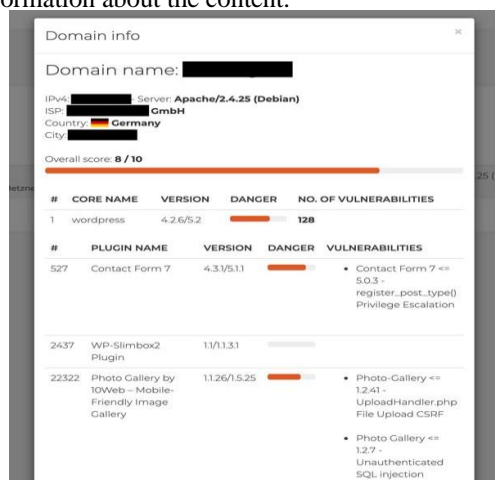 formation about the content.
Domain info ×
Domain name:
IPv4: - Server: Apache/2.4.25 (Debian)
ISP: GmbH
Country: Germany
City:
Overall score: 8 / 10
# CORE NAME VERSION DANGER NO. OF VULNERABILITIES
1 wordpress 4.2.6/5.2 128
# PLUGIN NAME VERSION DANGER VULNERABILITIES
527 Contact Form 7 4.3.1/5.1.1 • Contact Form 7 <=
5.0.3 -
register_post_type()
Privilege Escalation
2437 WP-Slimbox2 1.1/1.1.3.1
Plugin
22322 Photo Gallery by 1.1.26/1.5.25 • Photo-Gallery <=
10Web – Mobile- 1.2.41 -
Friendly Image UploadHandler.php
Gallery File Upload CSRF
• Photo Gallery <=
1.2.7 -
Unauthenticated
SQL injection